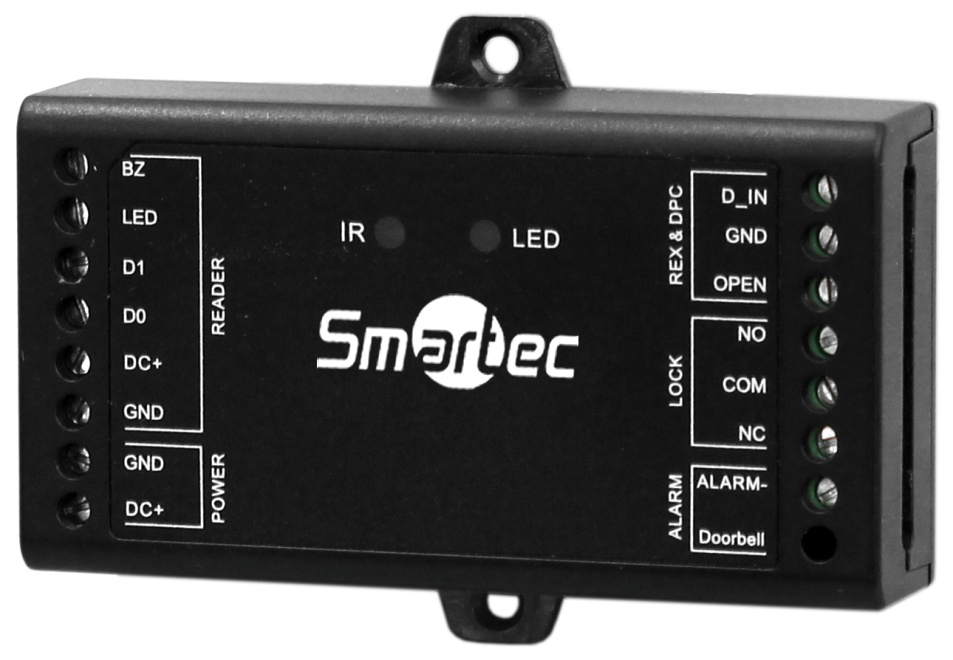 BZ
LED
D1
D0
DC+
GND
READER
GND
DC+
POWER
IR
LED
Smartec
REX & DPC
D_IN
GND
OPEN
LOCK
NO
COM
NC
ALARM
ALARM-
Doorbell